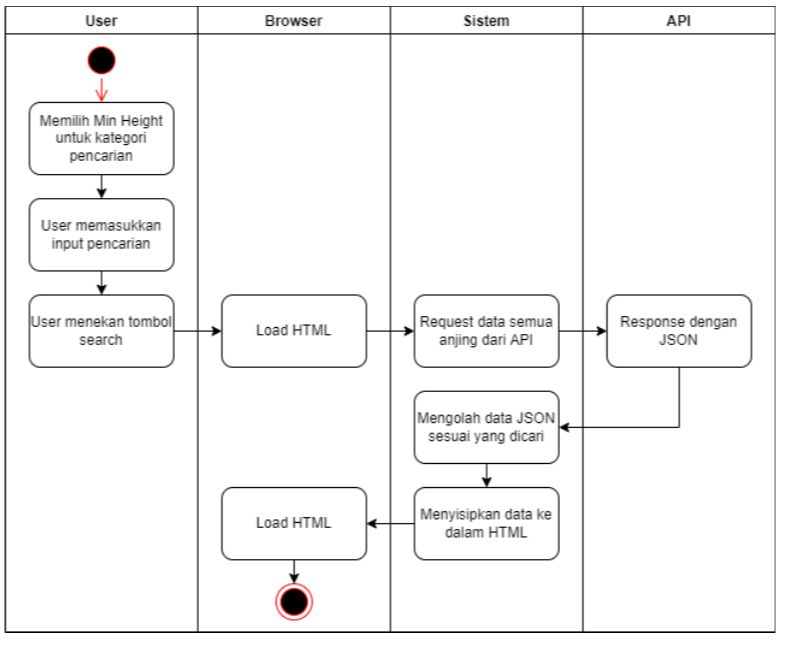 User
Browser
Sistem
API
Memilih Min Height
untuk kategori
pencarian
User memasukkan
input pencarian
User menekan tombol
search
Load HTML
Request data semua
anjing dari API
Response dengan
JSON
Mengolah data JSON
sesuai yang dicari
Menyisipkan data ke
dalam HTML
Load HTML